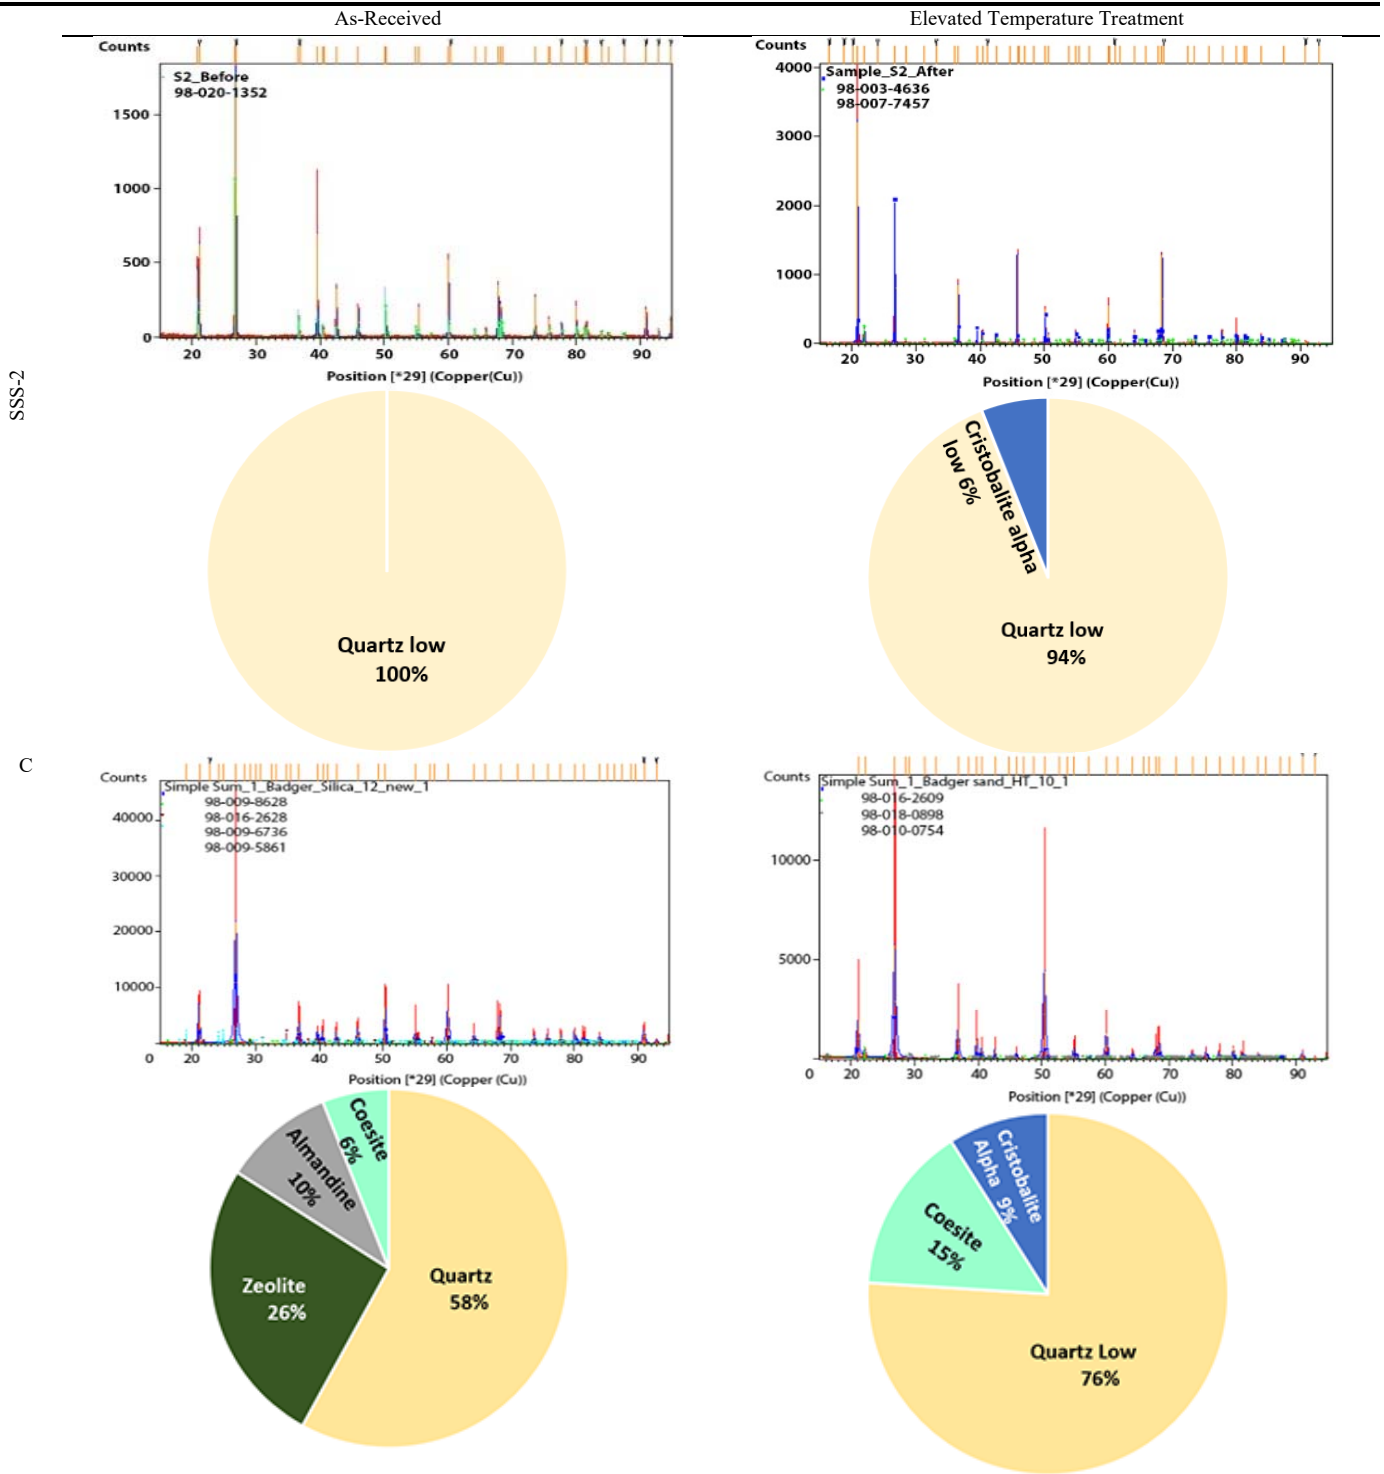 As-Received
Elevated Temperature Treatment
SSS-2
Counts
S2_Before
98-020-1352
1500
1000
500
0
20 30 40 50 60 70 80 90
Position [*29] (Copper(Cu))
Counts
Sample_S2_After
98-003-4636
98-007-7457
4000
3000
2000
1000
0
20 30 40 50 60 70 80 90
Position [*29] (Copper(Cu))
Quartz low
100%
Cristobalite alpha
low 6%
Quartz low
94%
C
Counts
Simple Sum_1_Badger_Silica_12_new_1
98-009-8628
98-016-2628
98-009-6736
98-009-5861
40000
30000
20000
10000
0 20 30 40 50 60 70 80 90
Position [*29] (Copper (Cu))
Counts
Simple Sum_1_Badger sand_HT_10_1
98-016-2609
98-018-0898
98-010-0754
10000
5000
0 20 30 40 50 60 70 80 90
Position [*29] (Copper (Cu))
Coesite
6%
Almandine
10%
Zeolite
26%
Quartz
58%
Cristobalite
Alpha 9%
Coesite
15%
Quartz Low
76%